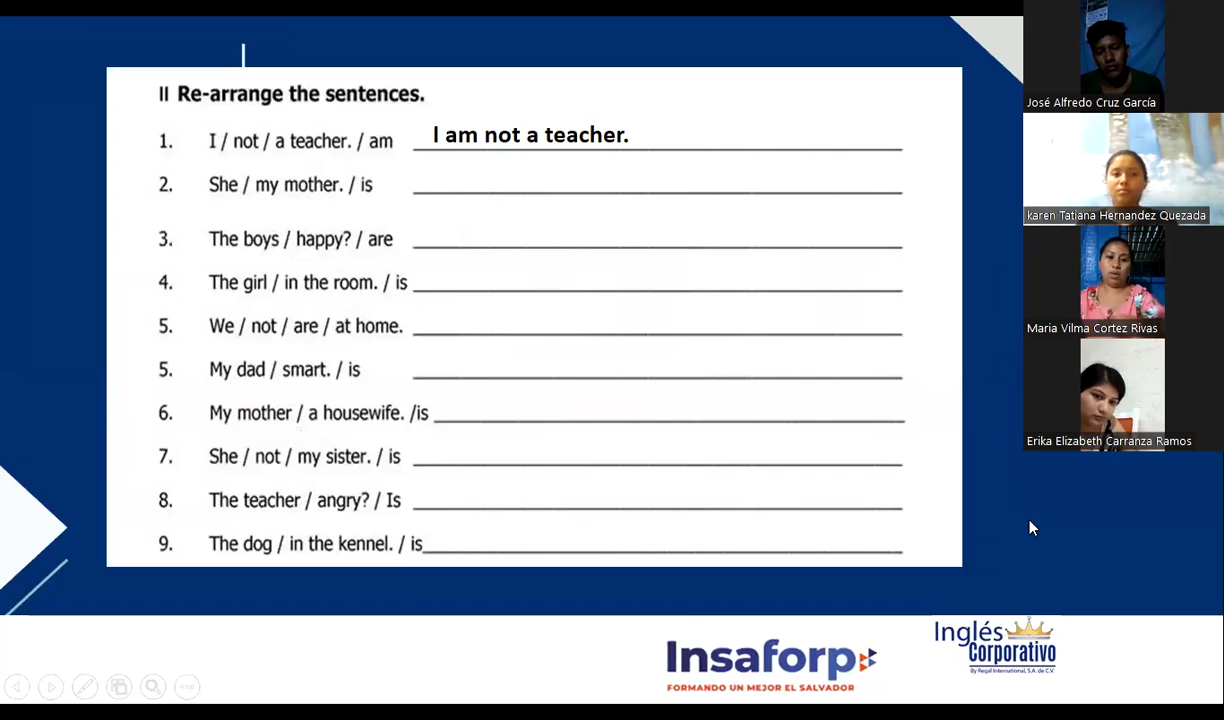 II Re-arrange the sentences.
1. I / not / a teacher. / am I am not a teacher.
2. She / my mother. / is
3. The boys / happy? / are
4. The girl / in the room. / is
5. We / not / are / at home.
5. My dad / smart. / is
6. My mother / a housewife. /is
7. She / not / my sister. / is
8. The teacher / angry? / Is
9. The dog / in the kennel. / is
José Alfredo Cruz García
karen Tatiana Hernandez Quezada
Maria Vilma Cortez Rivas
Erika Elizabeth Carranza Ramos
Insaforp
FORMANDO UN MEJOR EL SALVADOR
Inglés
Corporativo
By Regal International, S.A. de C.V.